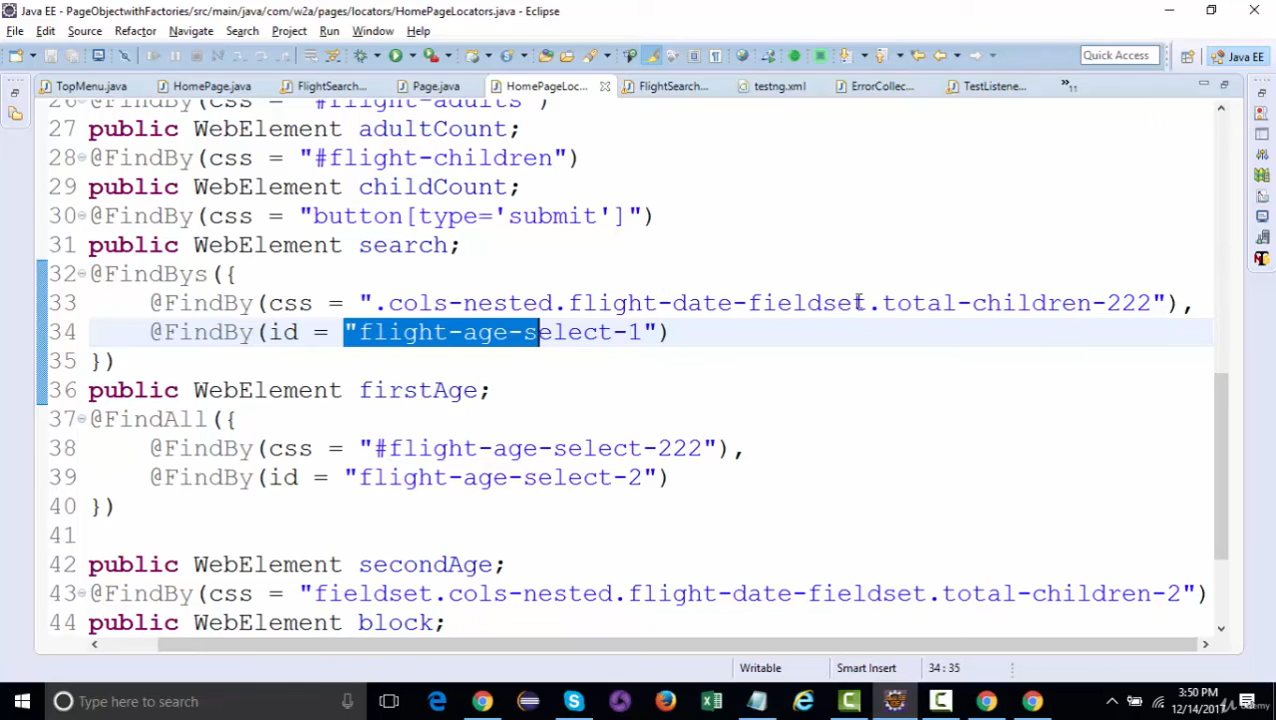 Java EE - PageObjectwithFactories/src/main/java/com/w2a/pages/locators/HomePageLocators.java - Eclipse
File Edit Source Refactor Navigate Search Project Run Window Help
Quick Access
Java EE
TopMenu.java HomePage.java FlightSearch... Page.java HomePageLoc... FlightSearch... testng.xml ErrorCollec... TestListene... »11
26 @FindBy(css = "#flight-adults")
27 public WebElement adultCount;
28 @FindBy(css = "#flight-children")
29 public WebElement childCount;
30 @FindBy(css = "button[type='submit']")
31 public WebElement search;
32 @FindBys({
33 @FindBy(css = ".cols-nested.flight-date-fieldset.total-children-222"),
34 @FindBy(id = "flight-age-select-1")
35 })
36 public WebElement firstAge;
37 @FindAll({
38 @FindBy(css = "#flight-age-select-222"),
39 @FindBy(id = "flight-age-select-2")
40 })
41
42 public WebElement secondAge;
43 @FindBy(css = "fieldset.cols-nested.flight-date-fieldset.total-children-2")
44 public WebElement block;
Writable Smart Insert 34 : 35
Type here to search
3:50 PM
12/14/2017